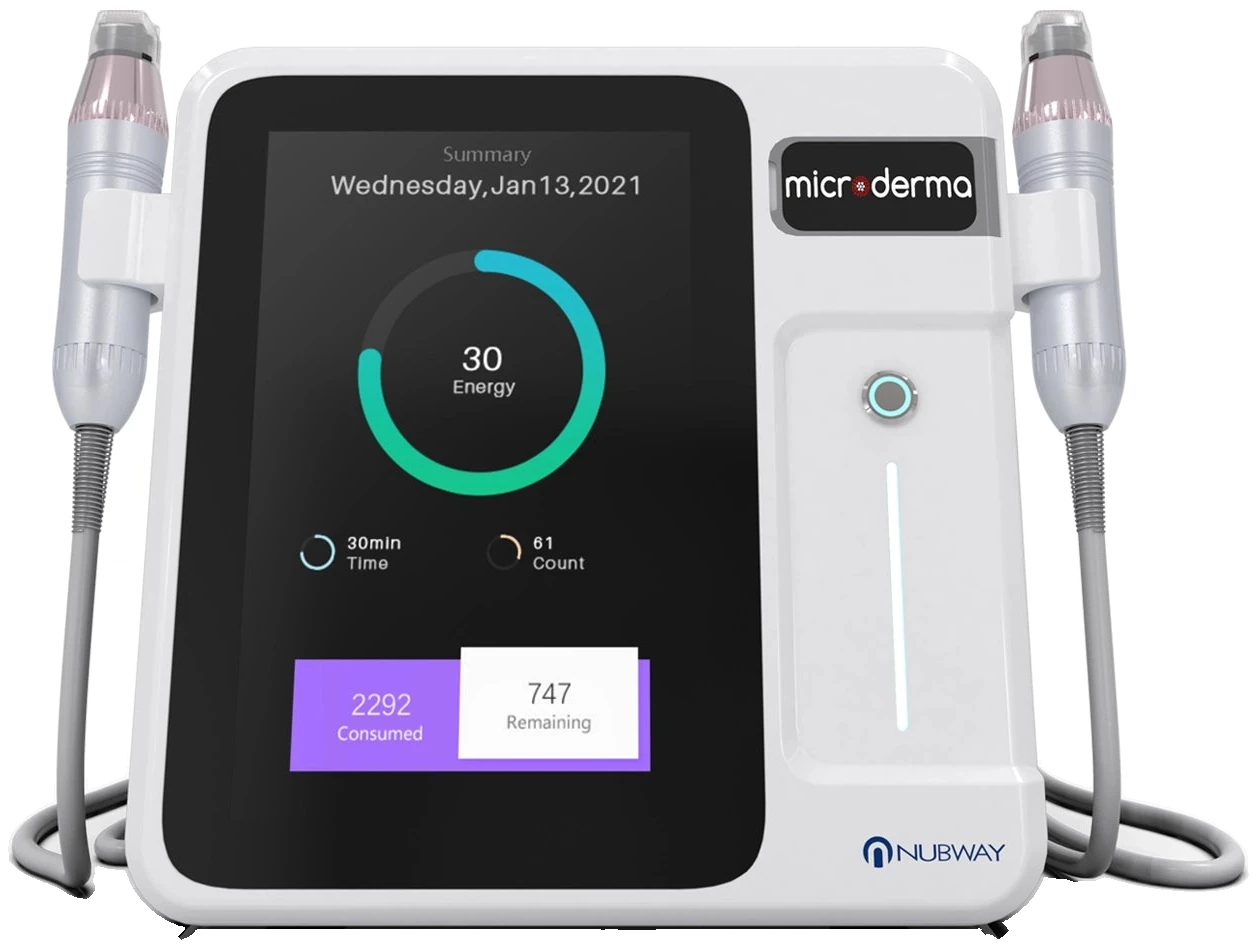 Summary
Wednesday,Jan13,2021
30
Energy
30min
Time
61
Count
2292
Consumed
747
Remaining
microderma
NUBWAY